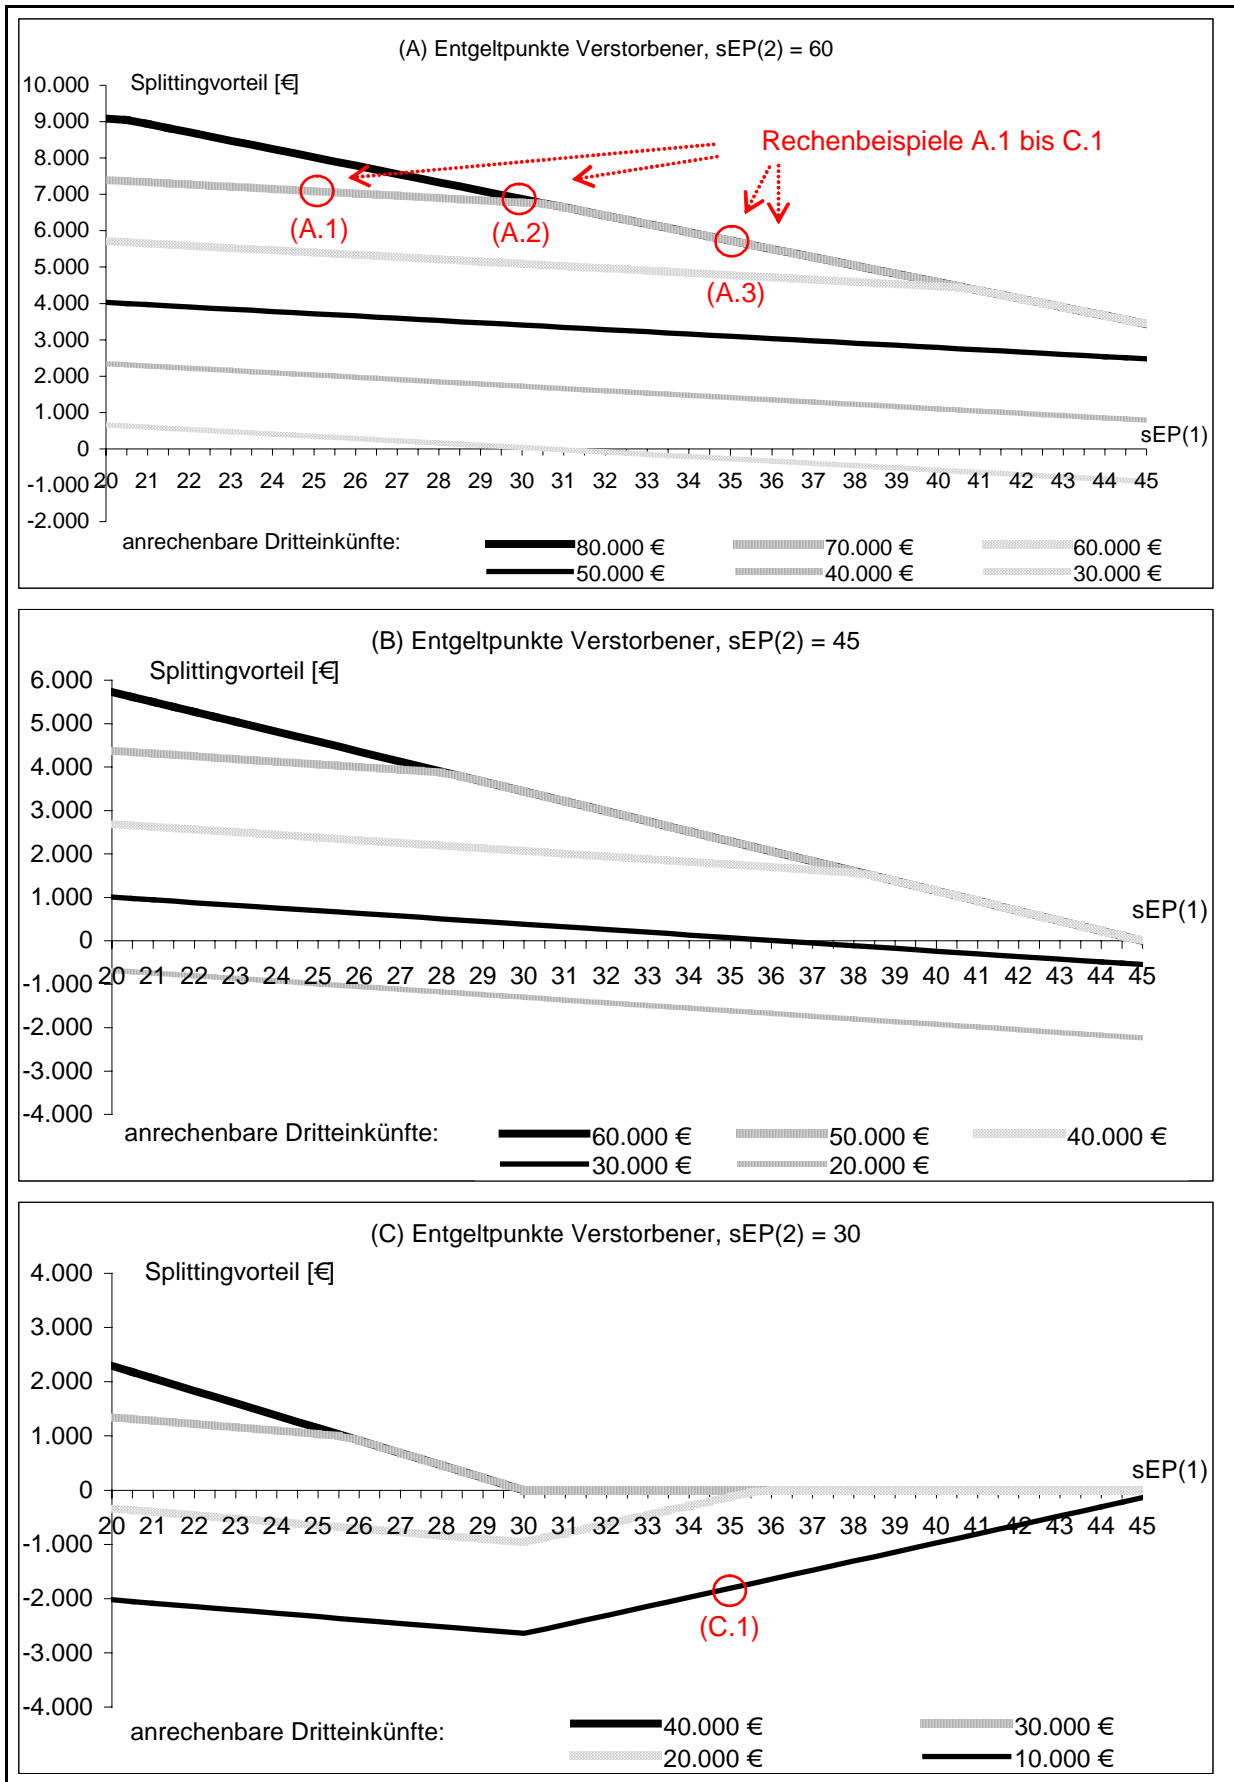 (A) Entgeltpunkte Verstorbener, sEP(2) = 60
Splittingvorteil [€]
10.000
9.000
8.000
7.000
6.000
5.000
4.000
3.000
2.000
1.000
0
-1.000
-2.000
Rechenbeispiele A.1 bis C.1
(A.1)
(A.2)
(A.3)
sEP(1)
20 21 22 23 24 25 26 27 28 29 30 31 32 33 34 35 36 37 38 39 40 41 42 43 44 45
anrechenbare Dritteinkünfte:
80.000 € 70.000 € 60.000 €
50.000 € 40.000 € 30.000 €
(B) Entgeltpunkte Verstorbener, sEP(2) = 45
Splittingvorteil [€]
6.000
5.000
4.000
3.000
2.000
1.000
0
-1.000
-2.000
-3.000
-4.000
sEP(1)
20 21 22 23 24 25 26 27 28 29 30 31 32 33 34 35 36 37 38 39 40 41 42 43 44 45
anrechenbare Dritteinkünfte:
60.000 € 50.000 € 40.000 €
30.000 € 20.000 €
(C) Entgeltpunkte Verstorbener, sEP(2) = 30
Splittingvorteil [€]
4.000
3.000
2.000
1.000
0
-1.000
-2.000
-3.000
-4.000
sEP(1)
20 21 22 23 24 25 26 27 28 29 30 31 32 33 34 35 36 37 38 39 40 41 42 43 44 45
(C.1)
anrechenbare Dritteinkünfte:
40.000 € 30.000 €
20.000 € 10.000 €